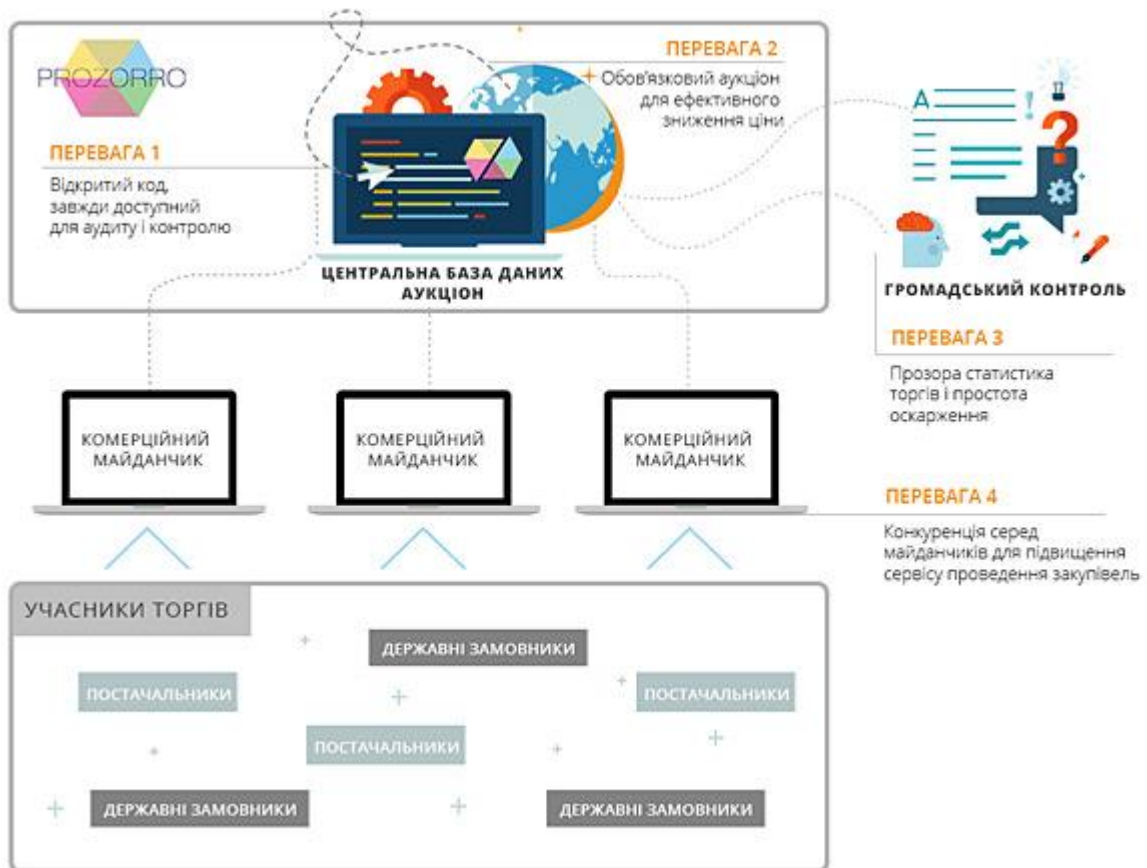 PROZORRO
ПЕРЕВАГА 1
Відкритий код,
завжди доступний
для аудиту і контролю
ПЕРЕВАГА 2
Обов'язковий аукціон
для ефективного
зниження ціни
ЦЕНТРАЛЬНА БАЗА ДАНИХ
АУКЦІОН
A
!
?
ГРОМАДСЬКИЙ КОНТРОЛЬ
ПЕРЕВАГА 3
Прозора статистика
торгів і простота
оскарження
КОМЕРЦІЙНИЙ
МАЙДАНЧИК
КОМЕРЦІЙНИЙ
МАЙДАНЧИК
КОМЕРЦІЙНИЙ
МАЙДАНЧИК
ПЕРЕВАГА 4
Конкуренція серед
майданчиків для підвищення
сервісу проведення закупівель
УЧАСНИКИ ТОРГІВ
ДЕРЖАВНІ ЗАМОВНИКИ
ПОСТАЧАЛЬНИКИ
ПОСТАЧАЛЬНИКИ
ПОСТАЧАЛЬНИКИ
ДЕРЖАВНІ ЗАМОВНИКИ
ДЕРЖАВНІ ЗАМОВНИКИ